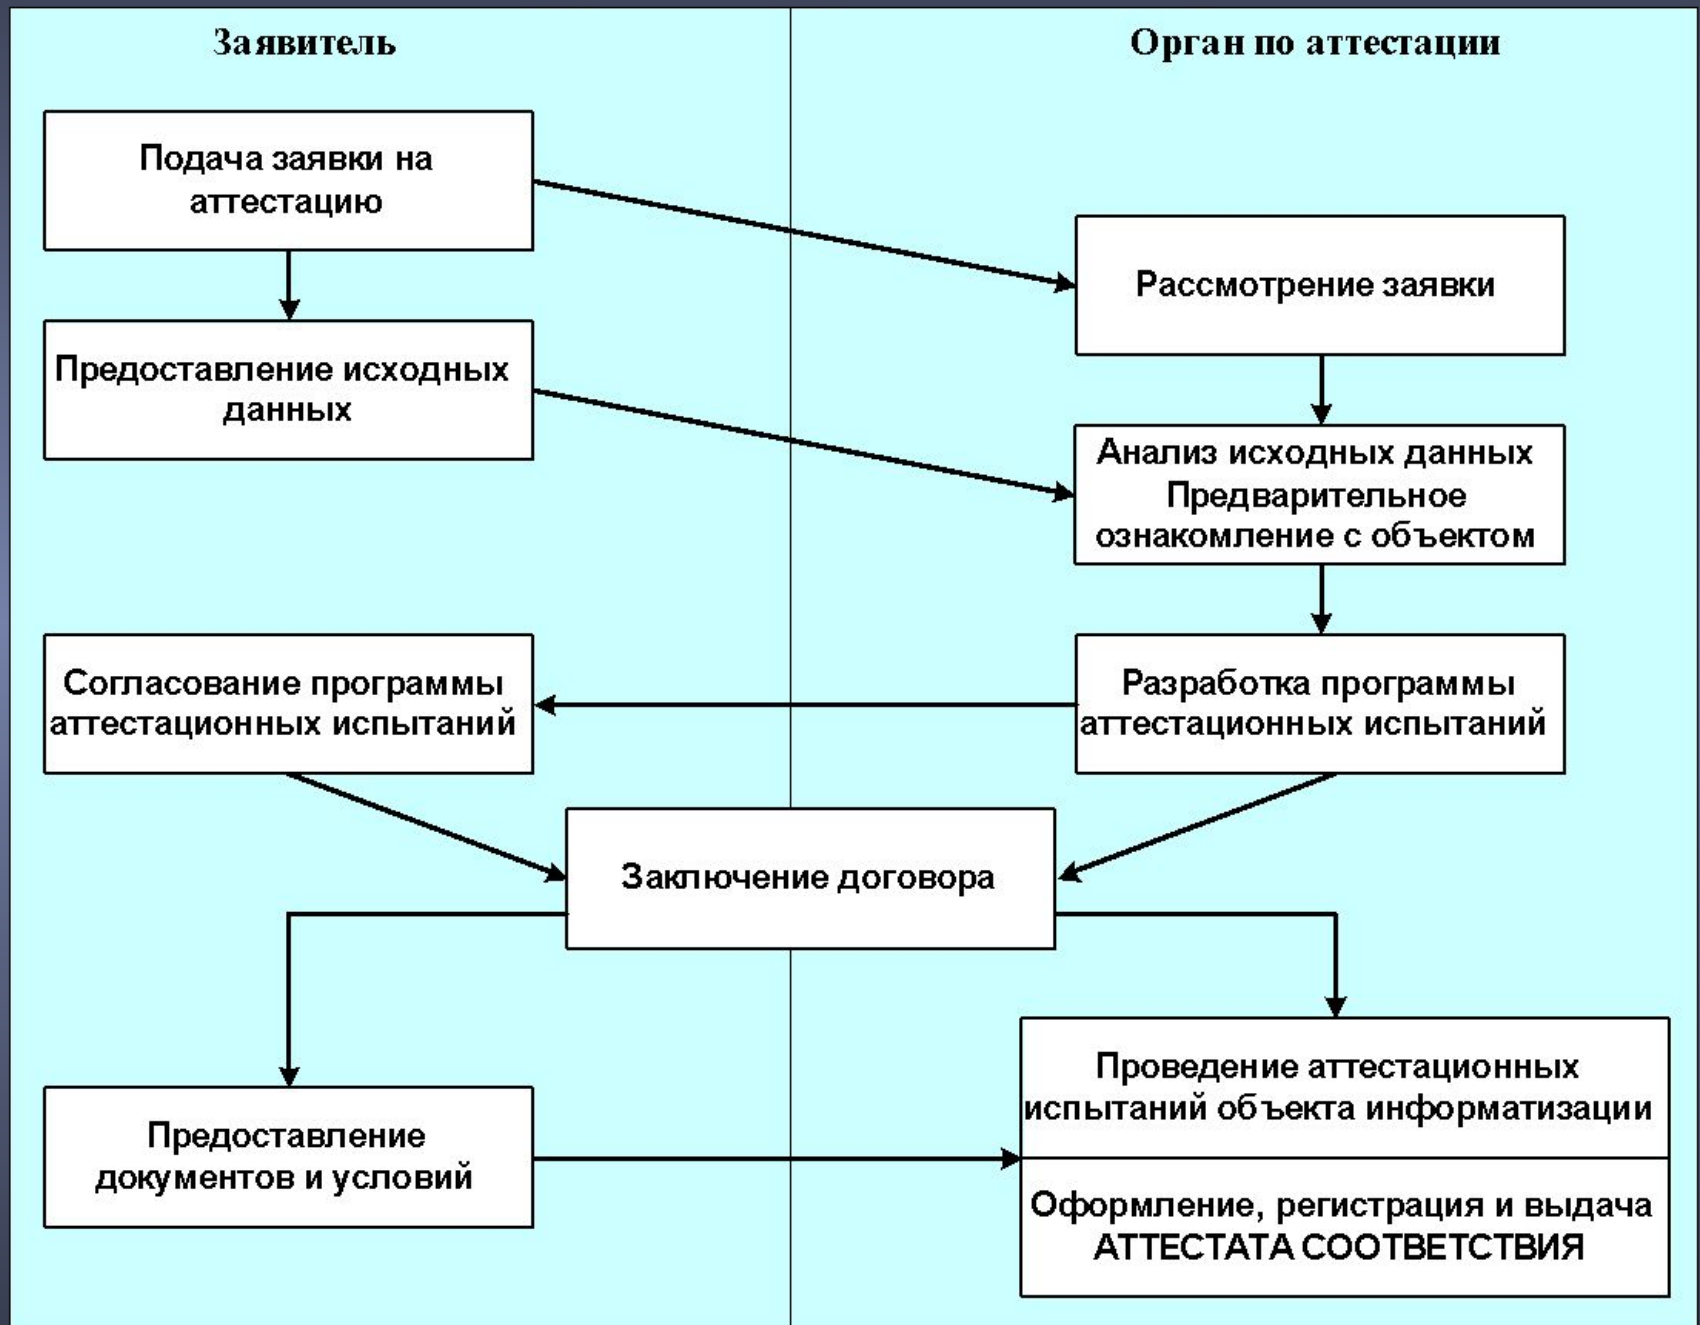 Заявитель
Орган по аттестации
Подача заявки на
аттестацию
Рассмотрение заявки
Предоставление исходных
данных
Анализ исходных данных
Предварительное
ознакомление с объектом
Согласование программы
аттестационных испытаний
Разработка программы
аттестационных испытаний
Заключение договора
Предоставление
документов и условий
Проведение аттестационных
испытаний объекта информатизации
Оформление, регистрация и выдача
АТТЕСТАТА СООТВЕТСТВИЯ